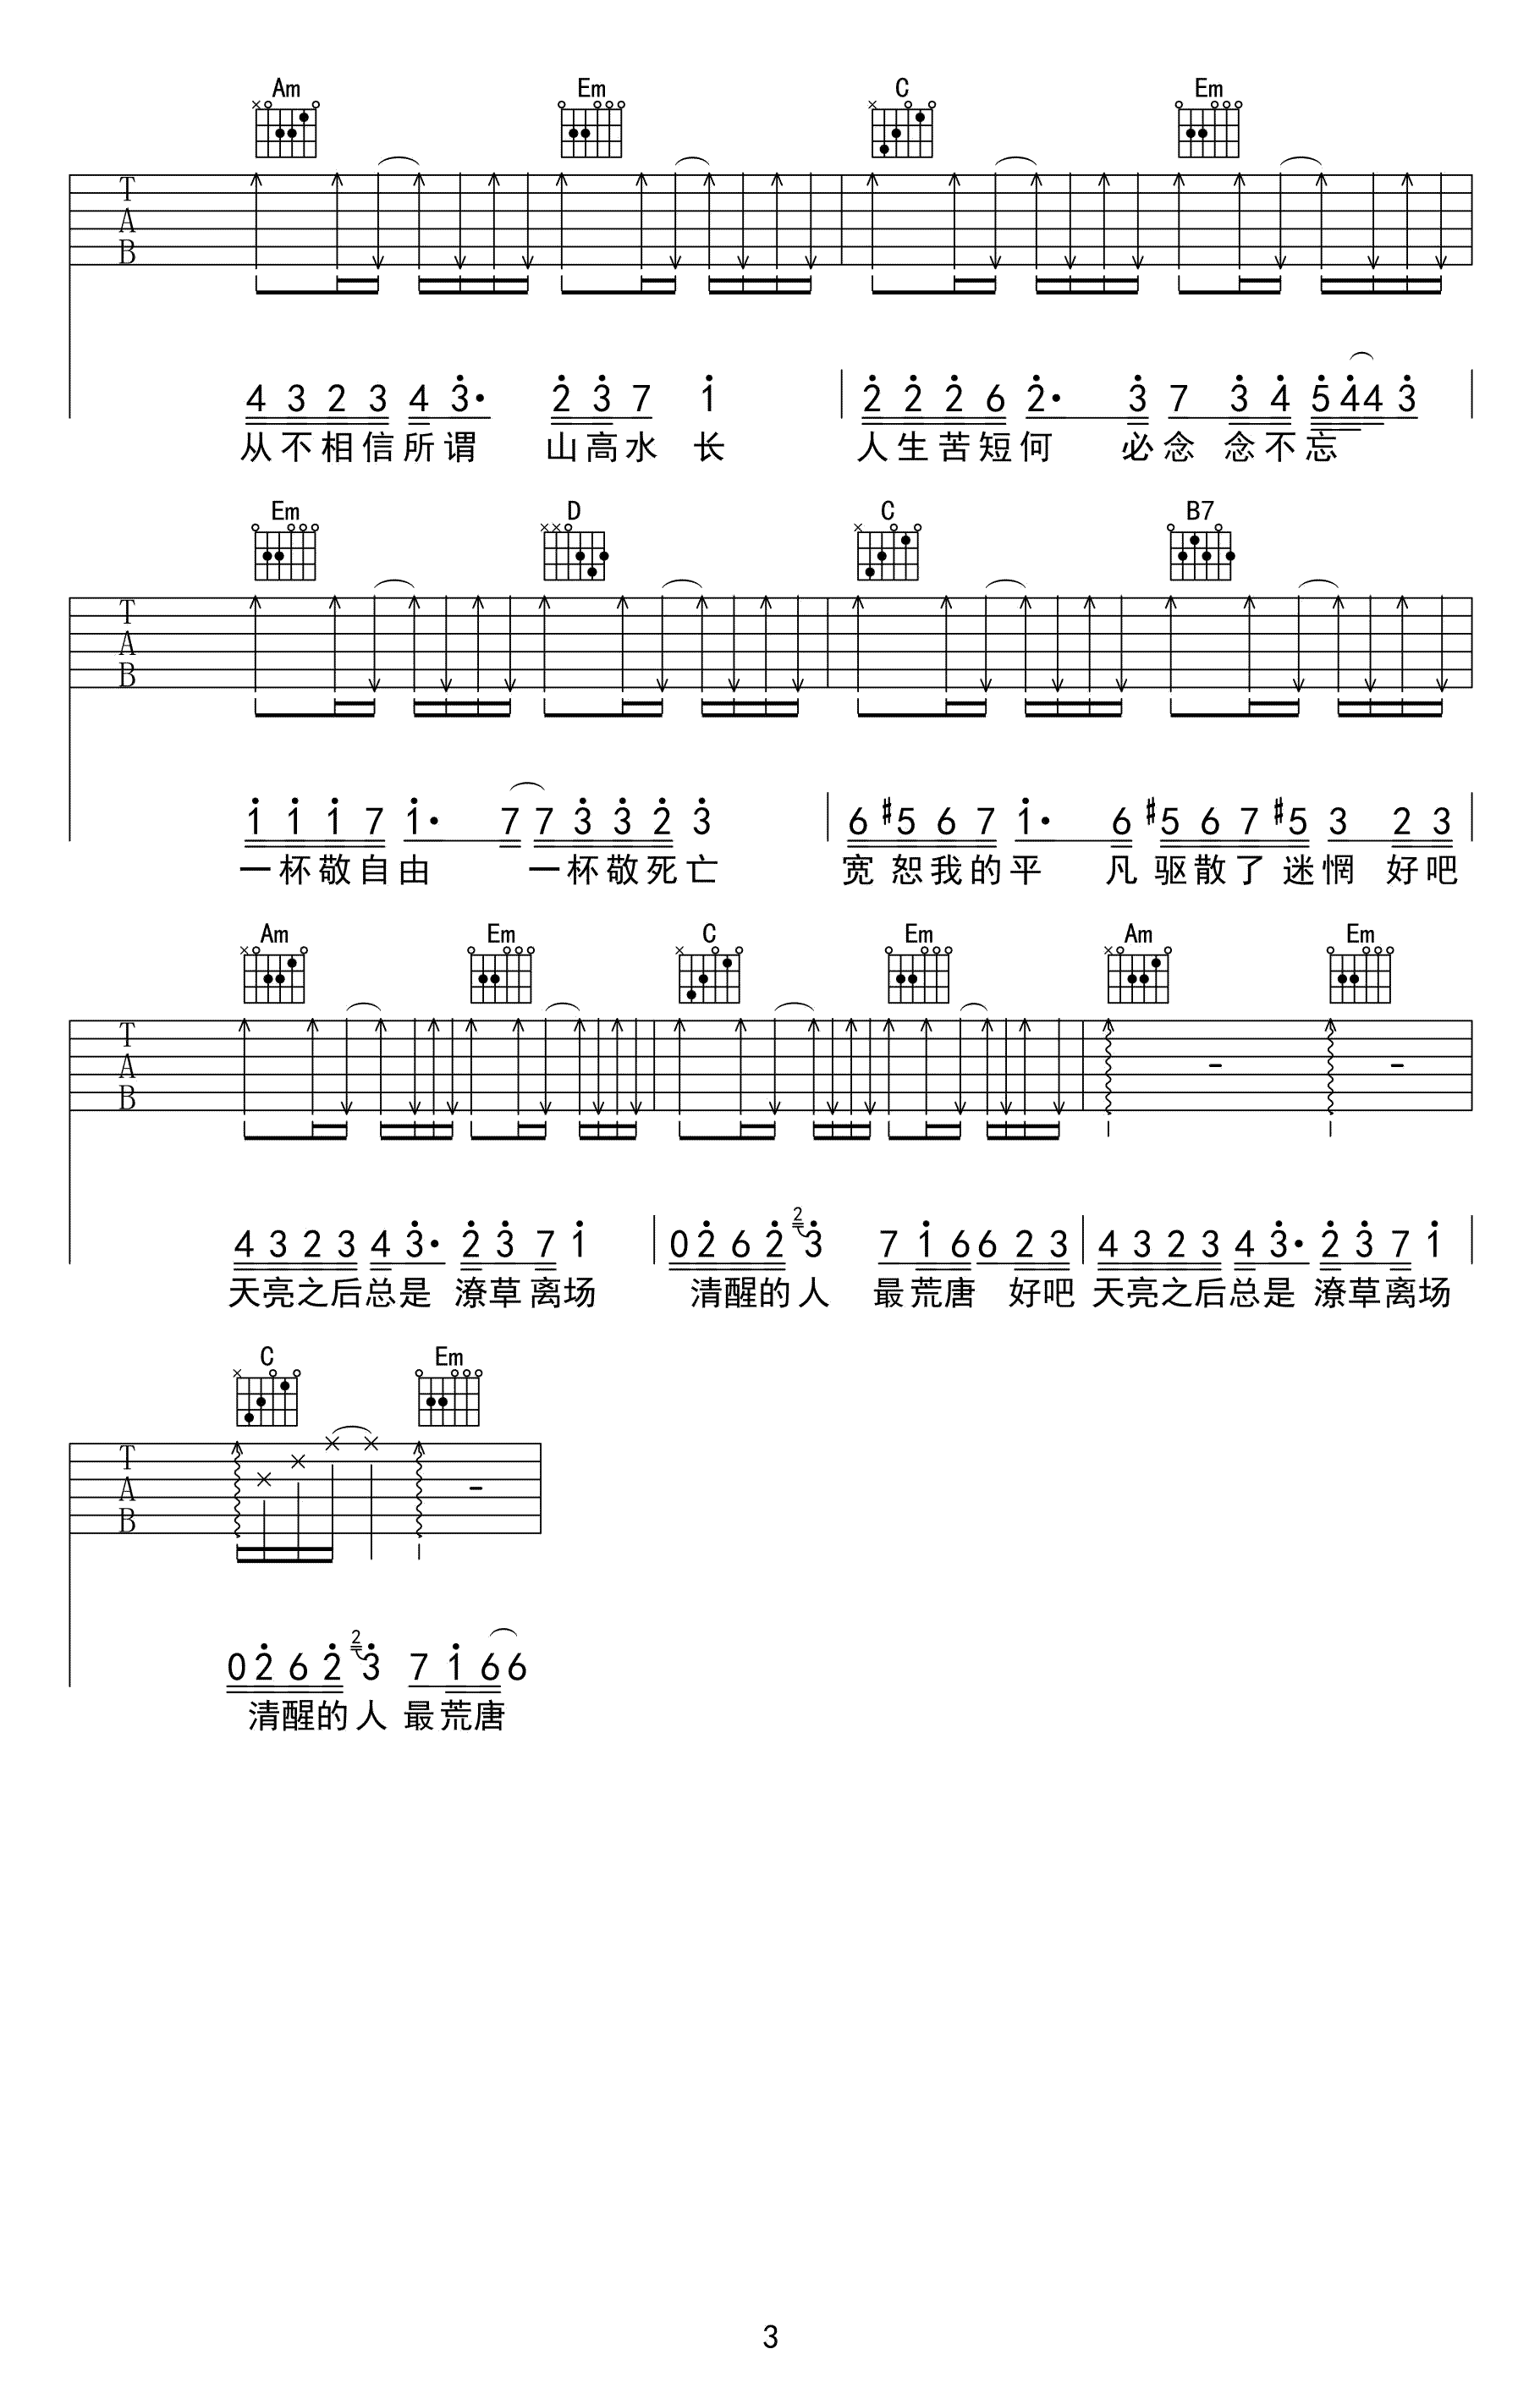 Am Em C Em
T
A
B
4 3 2 3 4 3· 2 3 7 1 2 2 2 6 2· 3 7 3 4 5 4 4 3
从不相信所谓 山高水长 人生苦短何 必念 念不忘
Em D C B7
T
A
B
1 1 1 7 1· 7 7 3 3 2 3 6 #5 6 7 1· 6 #5 6 7 #5 3 2 3
一杯敬自由 一杯敬死亡 宽恕我的平 凡驱散了迷惘 好吧
Am Em C Em Am Em
T
A
B
4 3 2 3 4 3· 2 3 7 1 0 2 6 2 2 3 7 1 6 6 2 3 4 3 2 3 4 3· 2 3 7 1
天亮之后总是 潦草离场 清醒的人 最荒唐 好吧 天亮之后总是 潦草离场
C Em
T
A
B
0 2 6 2 2 3 7 1 6 6
清醒的人 最荒唐
3